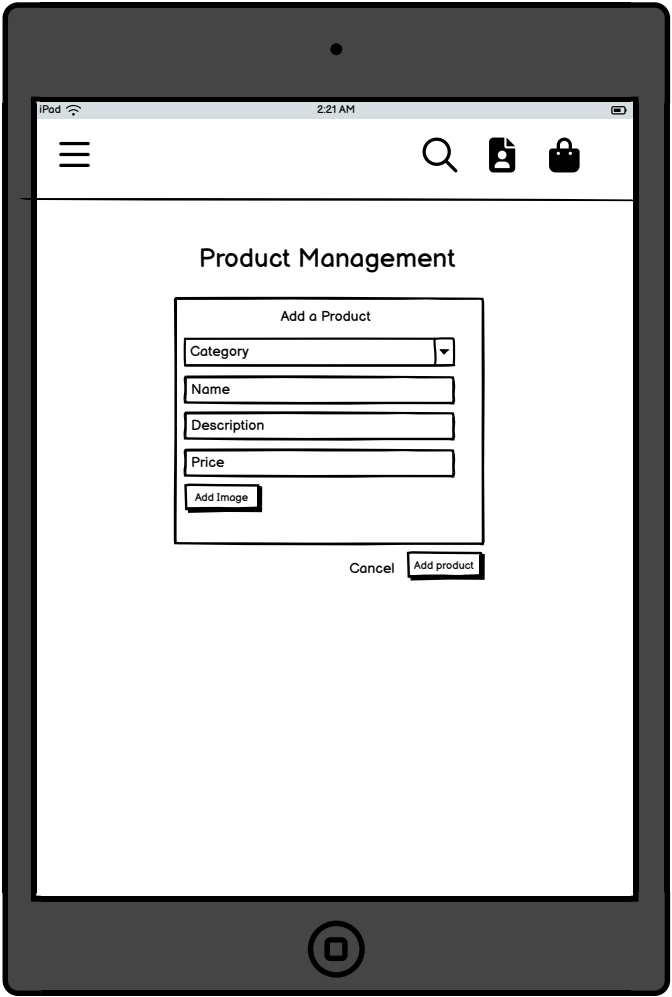 iPad 2:21 AM
Product Management
Add a Product
Category
Name
Description
Price
Add Image
Cancel Add product